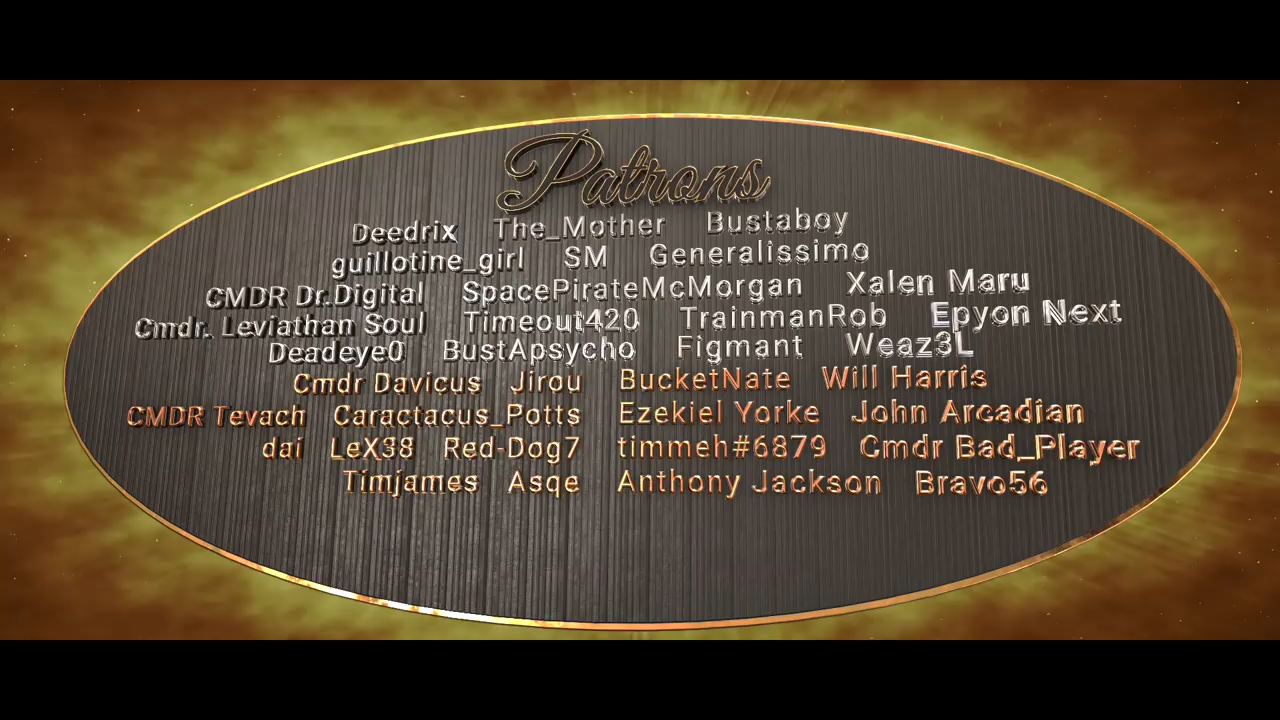 Patrons
Deedrix The_Mother Bustaboy
guillotine_girl SM Generalissimo
CMDR Dr.Digital SpacePirateMcMorgan Xalen Maru
Cmdr. Leviathan Soul Timeout420 TrainmanRob Epyon Next
Deadeye0 BustApsycho Figmant Weaz3L
Cmdr Davicus Jirou BucketNate Will Harris
CMDR Tevach Caractacus_Potts Ezekiel Yorke John Arcadian
dai LeX38 Red-Dog7 timmeh#6879 Cmdr Bad_Player
Timjames Asqe Anthony Jackson Bravo56